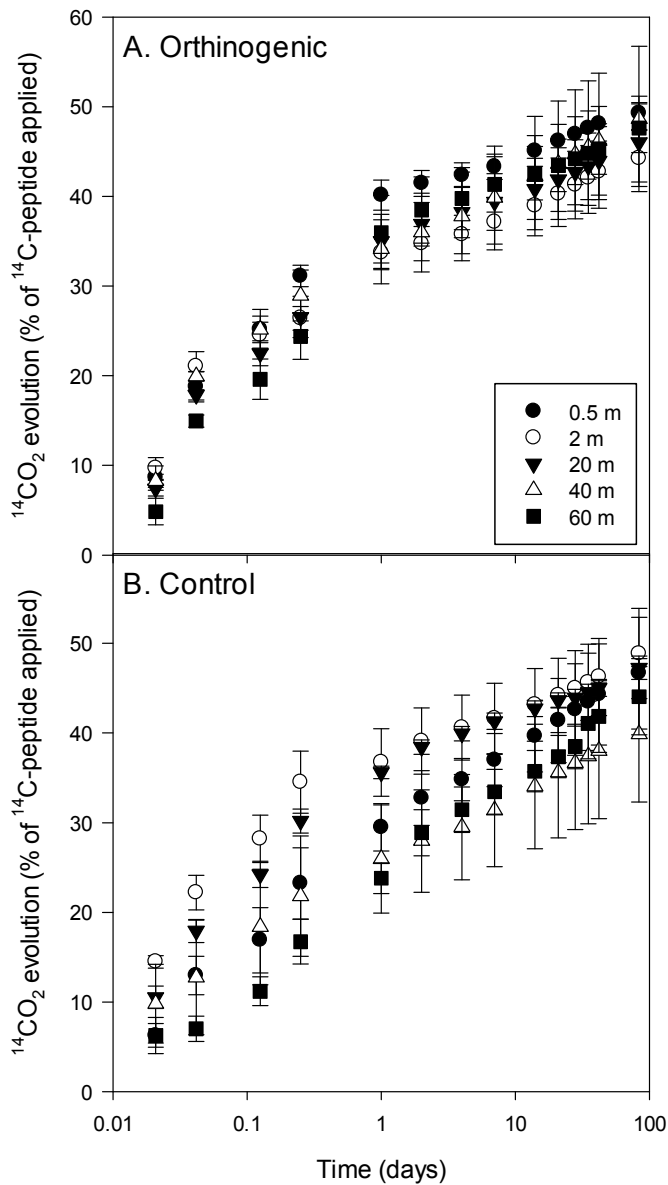 A. Orthinogenic
60
50
40
30
20
10
0
¹⁴CO₂ evolution (% of ¹⁴C-peptide applied)
0.5 m
2 m
20 m
40 m
60 m
B. Control
50
40
30
20
10
0
¹⁴CO₂ evolution (% of ¹⁴C-peptide applied)
0.01
0.1
1
10
100
Time (days)